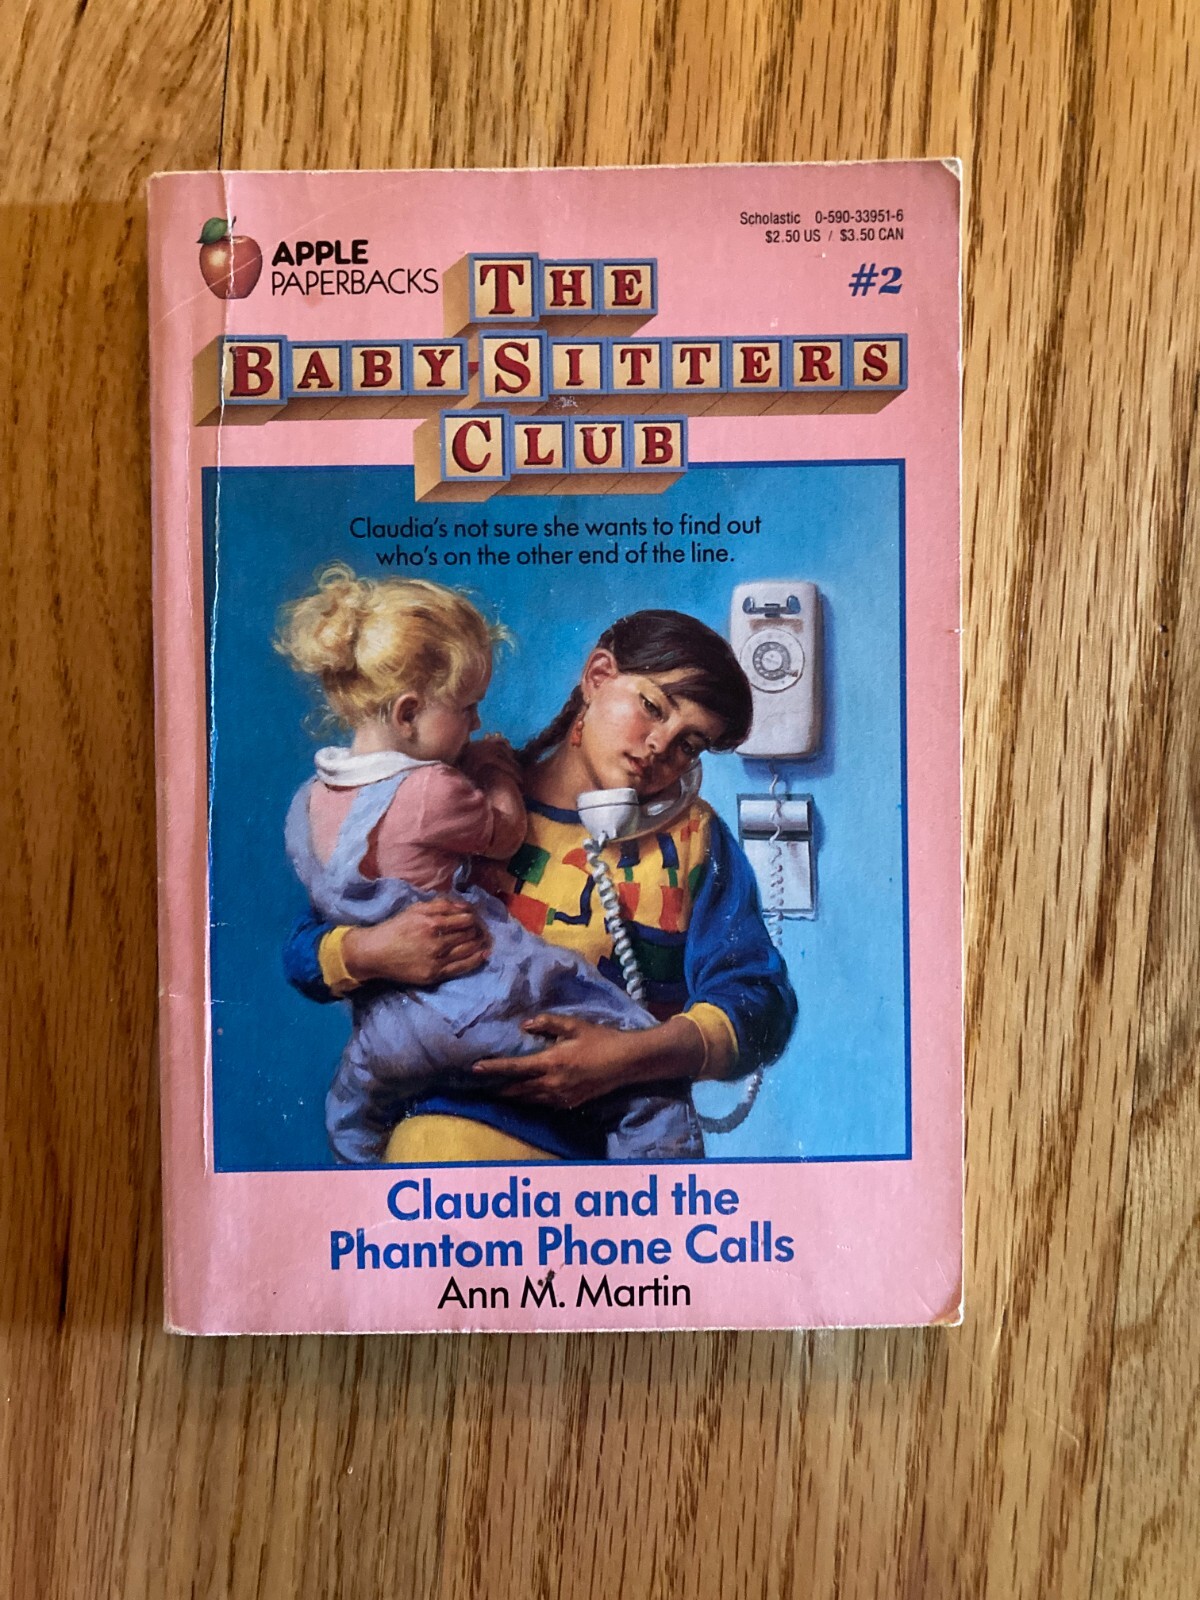 Scholastic 0-590-33951-6
$2.50 US / $3.50 CAN
APPLE
PAPERBACKS
#2
THE
BABY-SITTERS
CLUB
Claudia's not sure she wants to find out
who's on the other end of the line.
Claudia and the
Phantom Phone Calls
Ann M. Martin